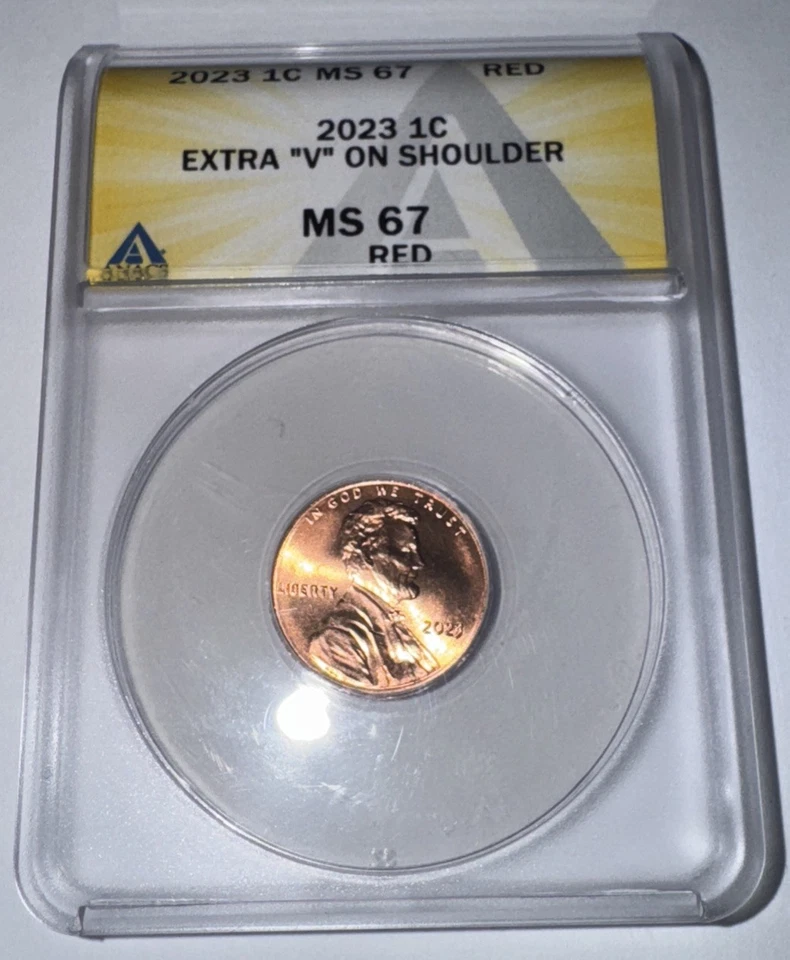 2023 1C MS 67 RED
2023 1C
EXTRA "V" ON SHOULDER
MS 67
RED
ANACS
IN GOD WE TRUST
LIBERTY
2023